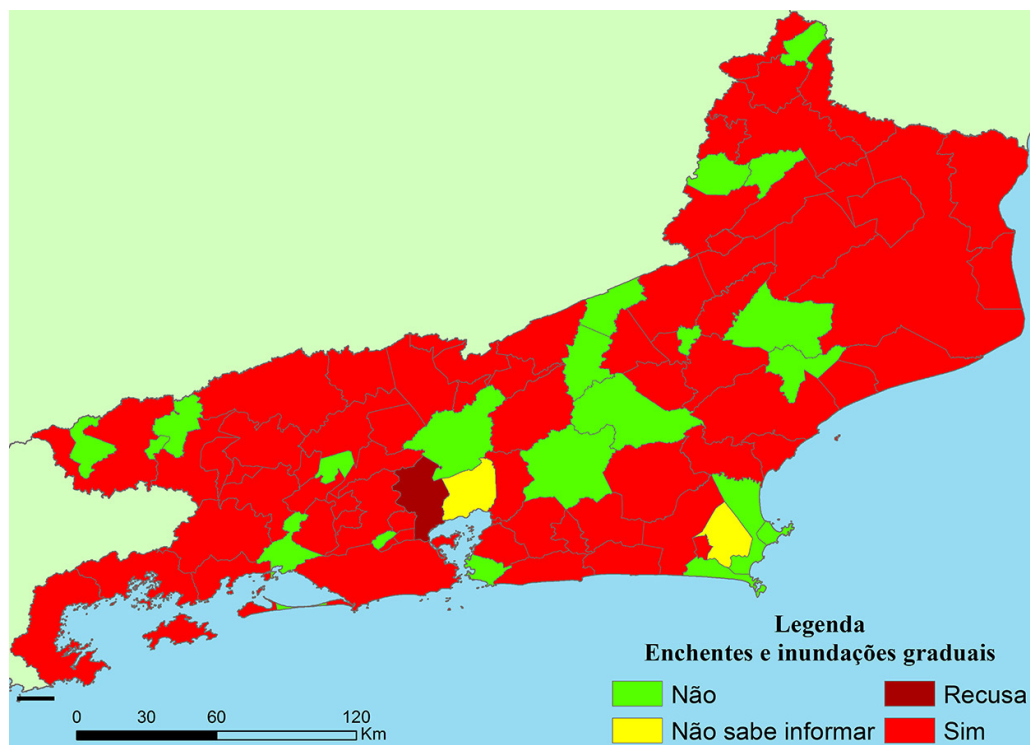 Legenda
Enchentes e inundações graduais
Não
Recusa
Não sabe informar
Sim
0 30 60 120
Km